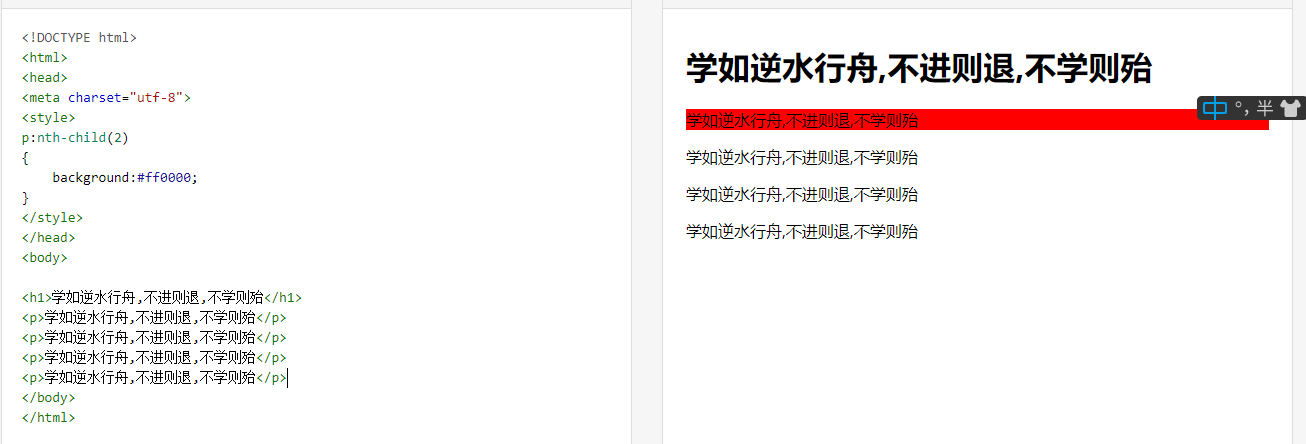 <!DOCTYPE html>
<html>
<head>
<meta charset="utf-8">
<style>
p:nth-child(2)
{
    background:#ff0000;
}
</style>
</head>
<body>

<h1>学如逆水行舟,不进则退,不学则殆</h1>
<p>学如逆水行舟,不进则退,不学则殆</p>
<p>学如逆水行舟,不进则退,不学则殆</p>
<p>学如逆水行舟,不进则退,不学则殆</p>
<p>学如逆水行舟,不进则退,不学则殆</p>
</body>
</html>
学如逆水行舟,不进则退,不学则殆
学如逆水行舟,不进则退,不学则殆
学如逆水行舟,不进则退,不学则殆
学如逆水行舟,不进则退,不学则殆
学如逆水行舟,不进则退,不学则殆
中 °, 半